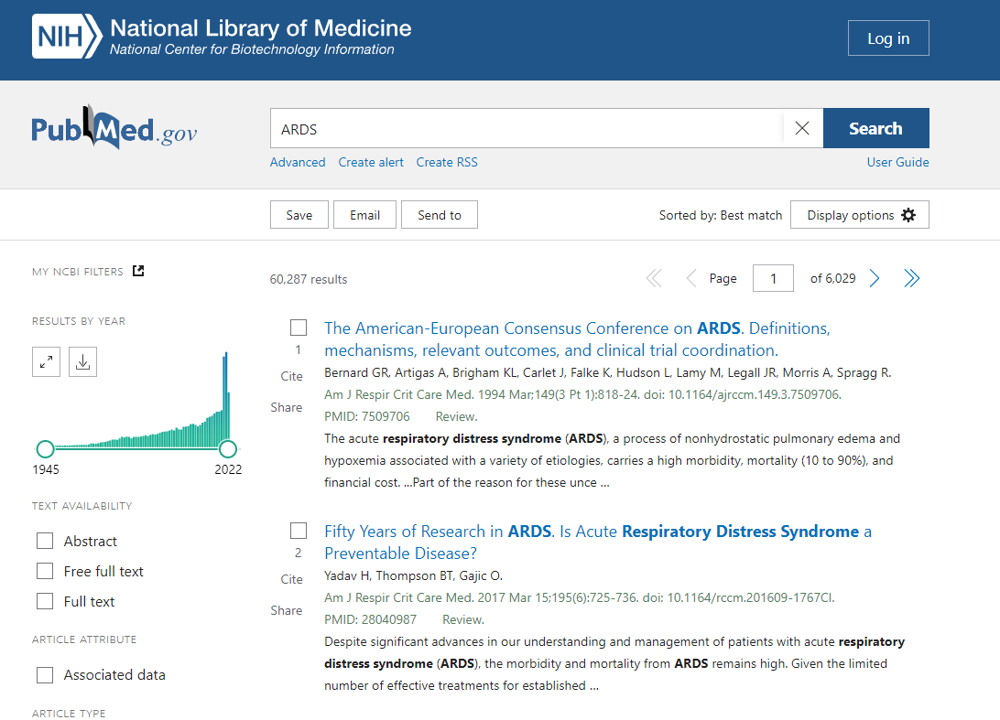 NIH National Library of Medicine
National Center for Biotechnology Information
Log in
PubMed.gov
ARDS
Search
Advanced Create alert Create RSS
User Guide
Save Email Send to
Sorted by: Best match Display options
MY NCBI FILTERS
60,287 results
Page 1 of 6,029
RESULTS BY YEAR
1945 2022
TEXT AVAILABILITY
Abstract
Free full text
Full text
ARTICLE ATTRIBUTE
Associated data
ARTICLE TYPE
1
Cite
Share
The American-European Consensus Conference on ARDS. Definitions,
mechanisms, relevant outcomes, and clinical trial coordination.
Bernard GR, Artigas A, Brigham KL, Carlet J, Falke K, Hudson L, Lamy M, Legall JR, Morris A, Spragg R.
Am J Respir Crit Care Med. 1994 Mar;149(3 Pt 1):818-24. doi: 10.1164/ajrccm.149.3.7509706.
PMID: 7509706 Review.
The acute respiratory distress syndrome (ARDS), a process of nonhydrostatic pulmonary edema and
hypoxemia associated with a variety of etiologies, carries a high morbidity, mortality (10 to 90%), and
financial cost. ...Part of the reason for these unce ...
2
Cite
Share
Fifty Years of Research in ARDS. Is Acute Respiratory Distress Syndrome a
Preventable Disease?
Yadav H, Thompson BT, Gajic O.
Am J Respir Crit Care Med. 2017 Mar 15;195(6):725-736. doi: 10.1164/rccm.201609-1767CI.
PMID: 28040987 Review.
Despite significant advances in our understanding and management of patients with acute respiratory
distress syndrome (ARDS), the morbidity and mortality from ARDS remains high. Given the limited
number of effective treatments for established ...